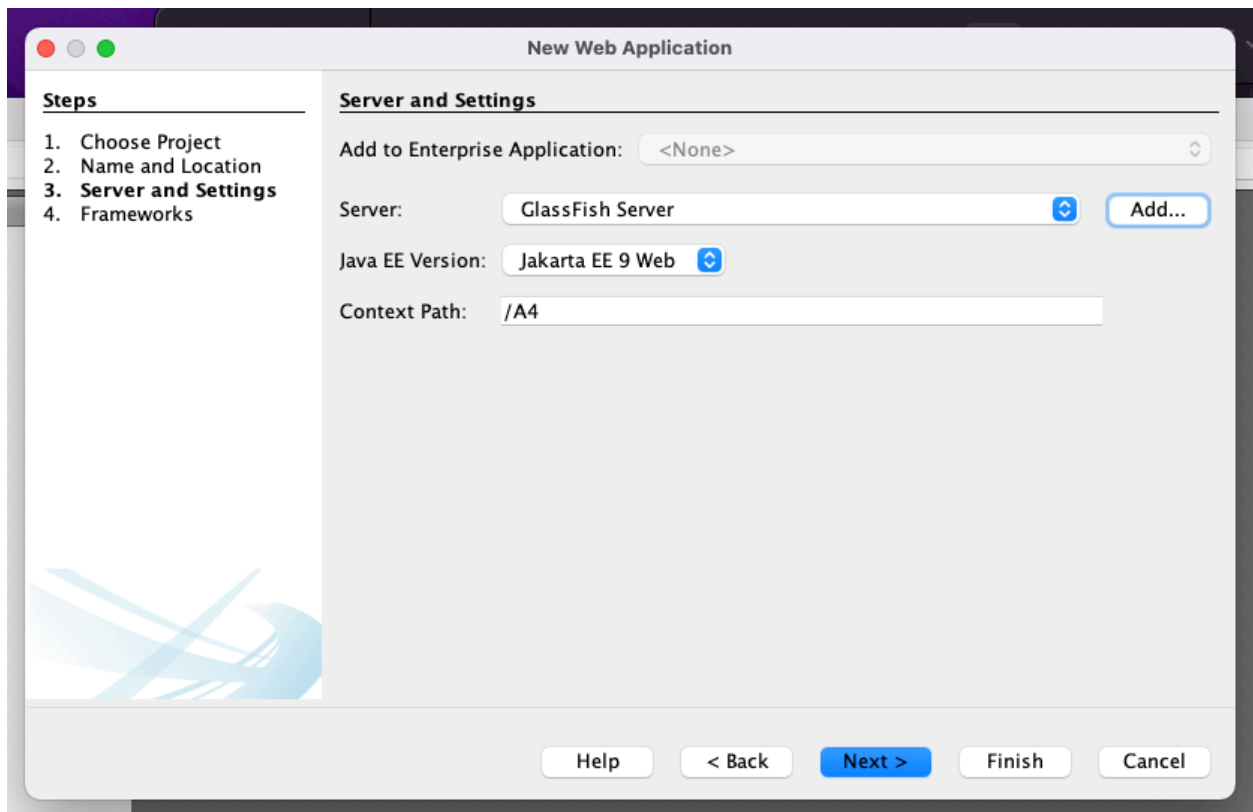 New Web Application
Steps
1. Choose Project
2. Name and Location
3. Server and Settings
4. Frameworks
Server and Settings
Add to Enterprise Application: <None>
Server: GlassFish Server Add...
Java EE Version: Jakarta EE 9 Web
Context Path: /A4
Help < Back Next > Finish Cancel